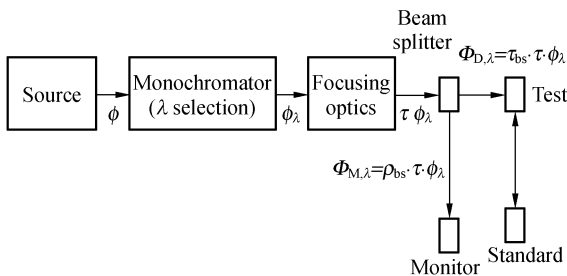 Beam
splitter
Φ_D,λ=τ_bs·τ·ϕ_λ
Source
Monochromator
(λ selection)
Focusing
optics
Test
ϕ
ϕ_λ
τ ϕ_λ
Φ_M,λ=ρ_bs·τ·ϕ_λ
Monitor
Standard